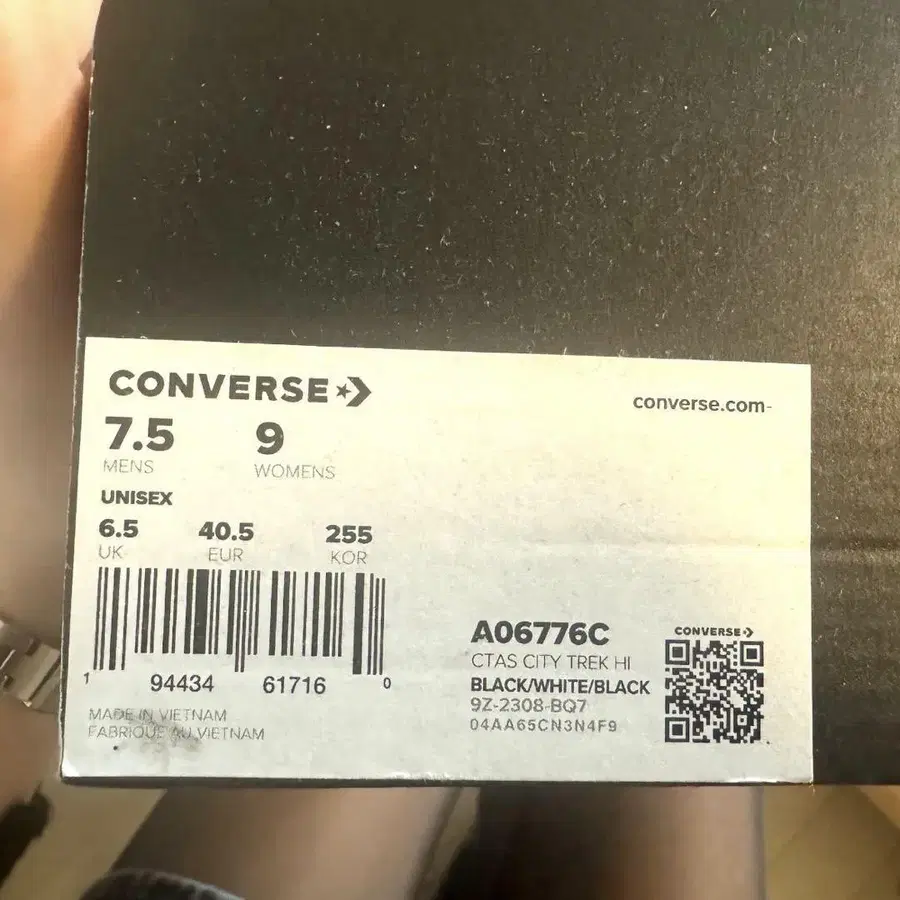 CONVERSE
converse.com-
7.5 9
MENS WOMENS
UNISEX
6.5 40.5 255
UK EUR KOR
1 94434 61716 0
MADE IN VIETNAM
FABRIQUE AU VIETNAM
A06776C
CTAS CITY TREK HI
BLACK/WHITE/BLACK
9Z-2308-BQ7
04AA65CN3N4F9
CONVERSE